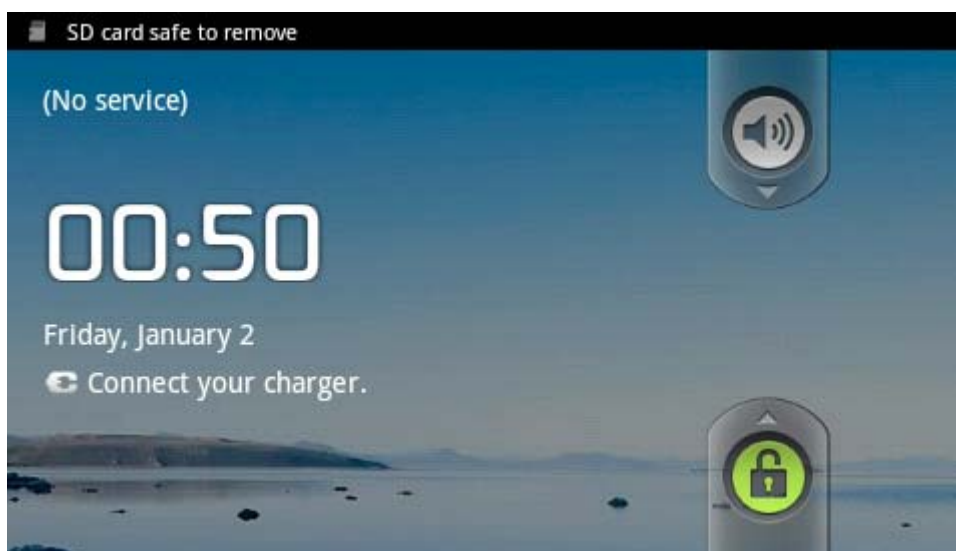 SD card safe to remove
(No service)
00:50
Friday, January 2
Connect your charger.